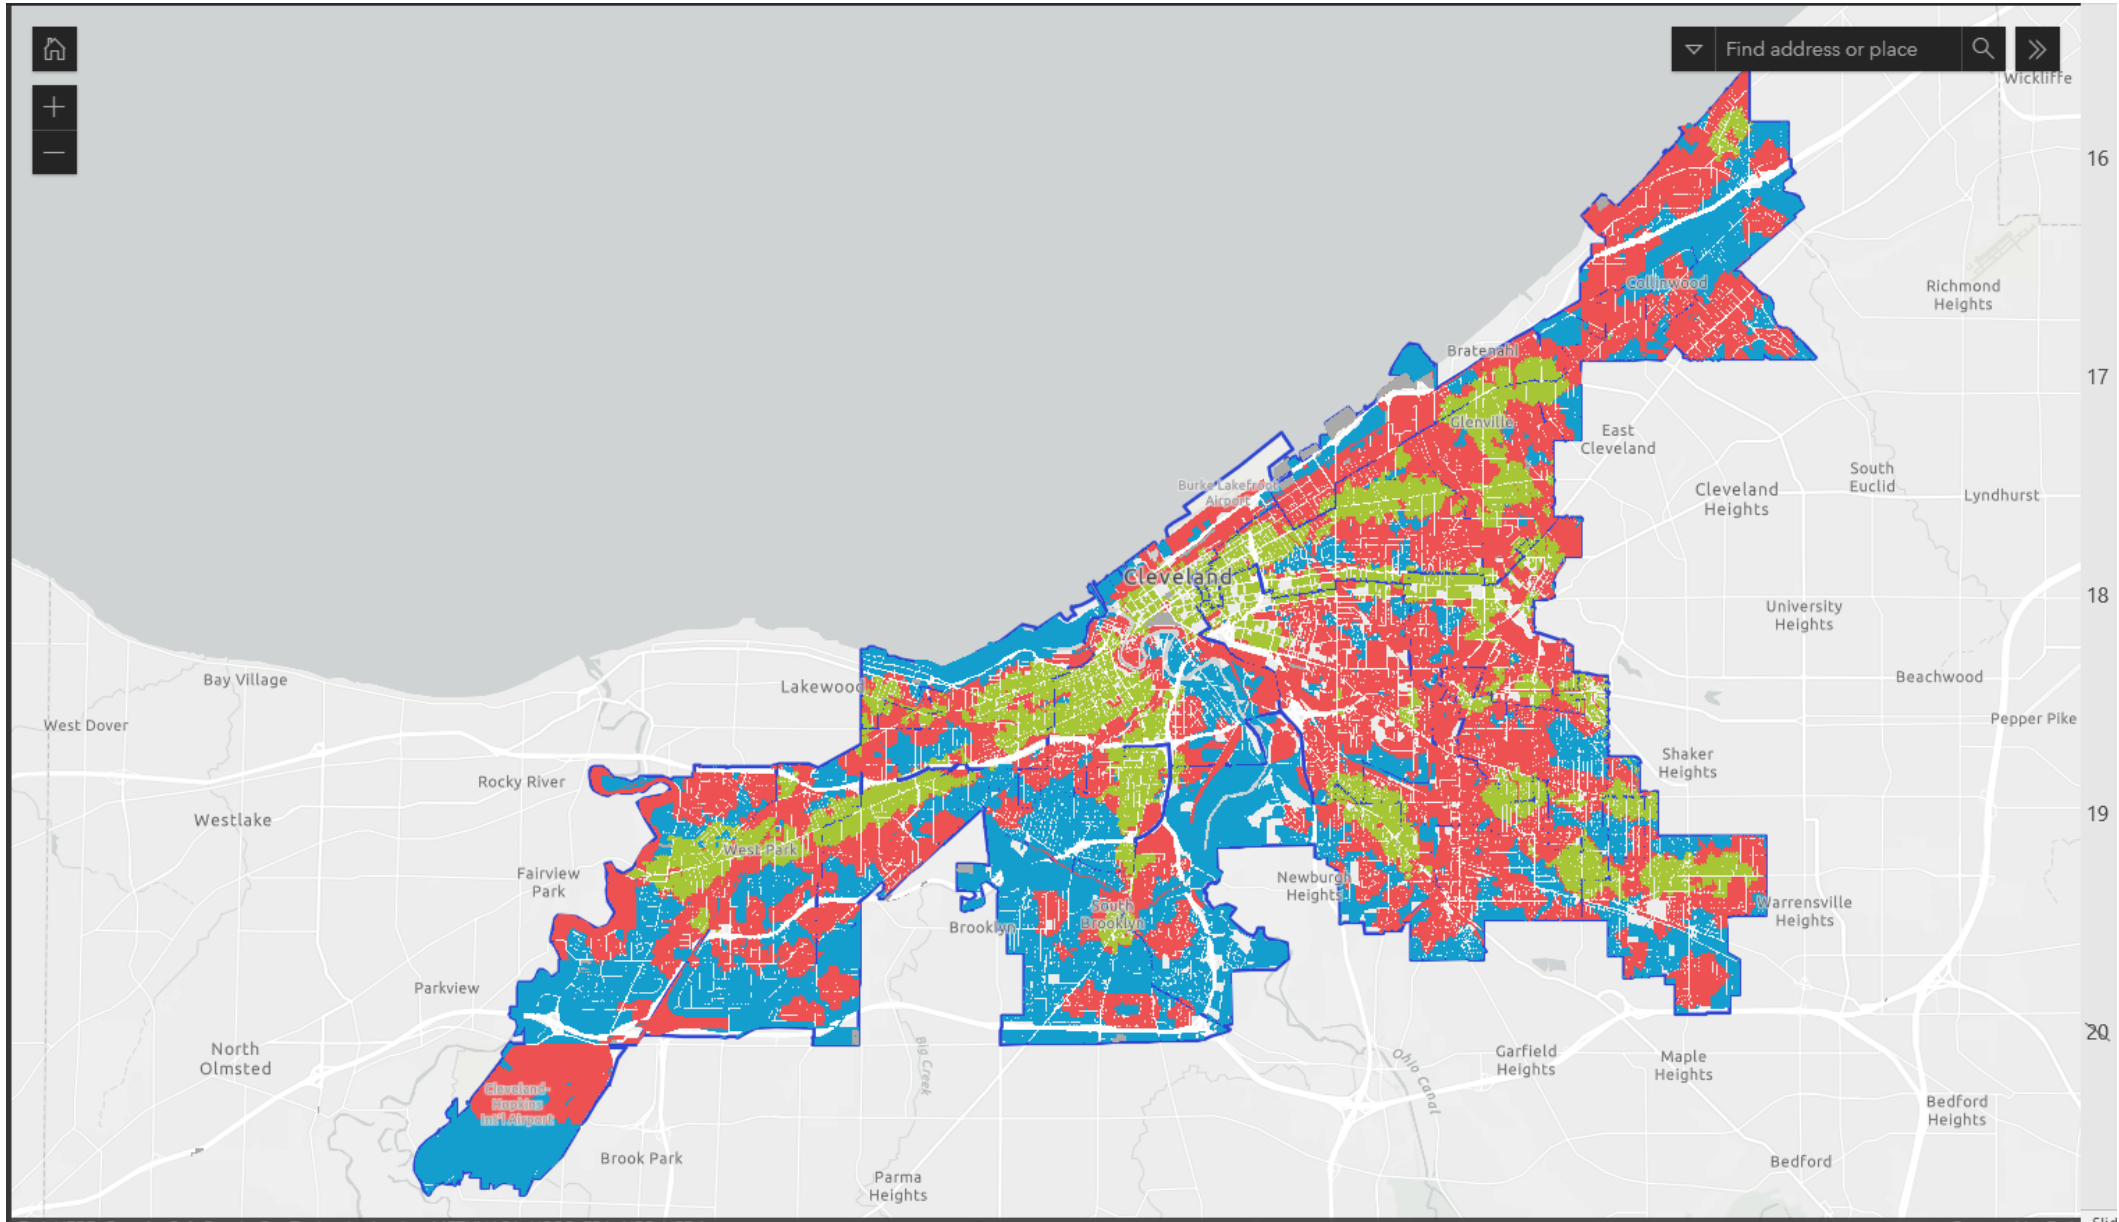 Find address or place
Wickliffe
16
Richmond
Heights
Collinwood
Bratenahl
17
Glenville
East
Cleveland
South
Euclid
Cleveland
Heights
Lyndhurst
Burke Lakefront
Airport
Cleveland
18
University
Heights
Bay Village
Lakewood
Beachwood
West Dover
Pepper Pike
Shaker
Heights
Rocky River
Westlake
19
West Park
Fairview
Park
Newburgh
Heights
South
Brooklyn
Brooklyn
Warrensville
Heights
Parkview
20
North
Olmsted
Big Creek
Ohio Canal
Garfield
Heights
Maple
Heights
Cleveland-
Hopkins
Int'l Airport
Bedford
Heights
Brook Park
Bedford
Parma
Heights